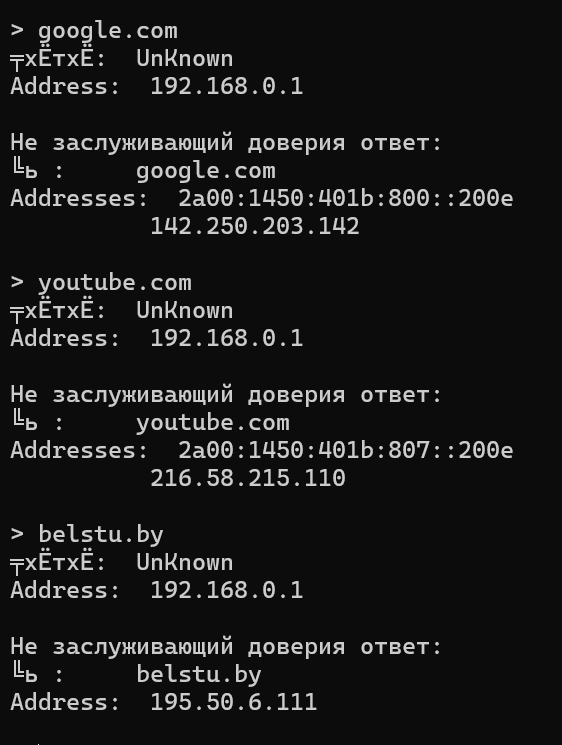 > google.com
╤хЁтхЁ:  UnKnown
Address:  192.168.0.1
Не заслуживающий доверия ответ:
╚ь :     google.com
Addresses:  2a00:1450:401b:800::200e
          142.250.203.142
> youtube.com
╤хЁтхЁ:  UnKnown
Address:  192.168.0.1
Не заслуживающий доверия ответ:
╚ь :     youtube.com
Addresses:  2a00:1450:401b:807::200e
          216.58.215.110
> belstu.by
╤хЁтхЁ:  UnKnown
Address:  192.168.0.1
Не заслуживающий доверия ответ:
╚ь :     belstu.by
Address:  195.50.6.111